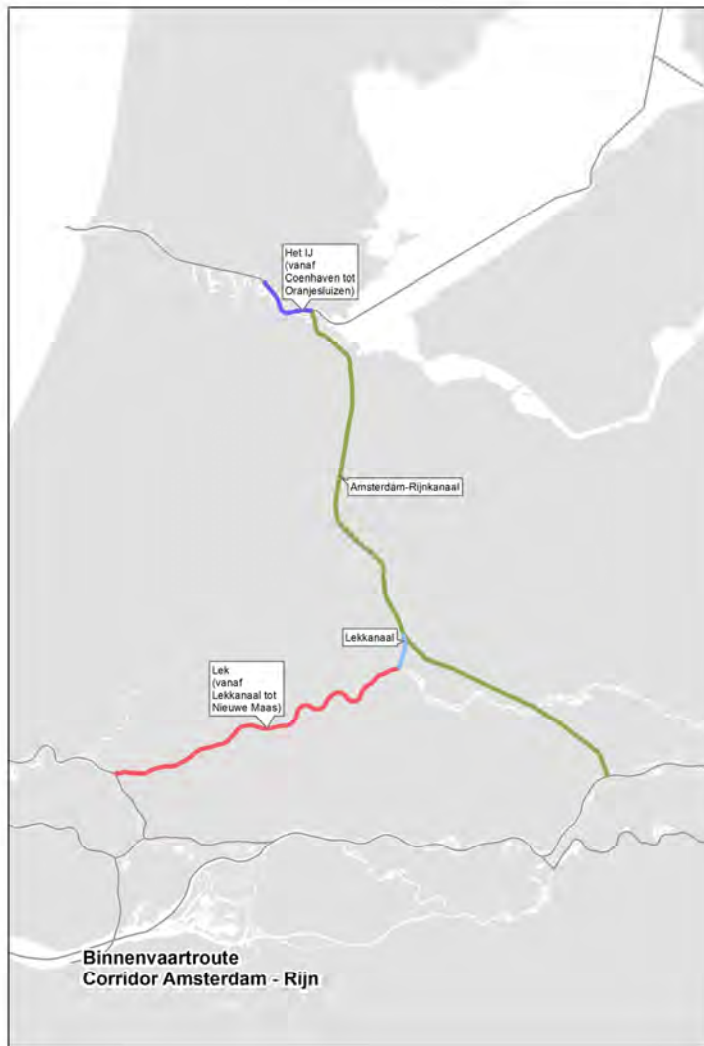 Het IJ
(vanaf
Coenhaven tot
Oranjesluizen)
Amsterdam-Rijnkanaal
Lekkanaal
Lek
(vanaf
Lekkanaal tot
Nieuwe Maas)
Binnenvaartroute
Corridor Amsterdam - Rijn